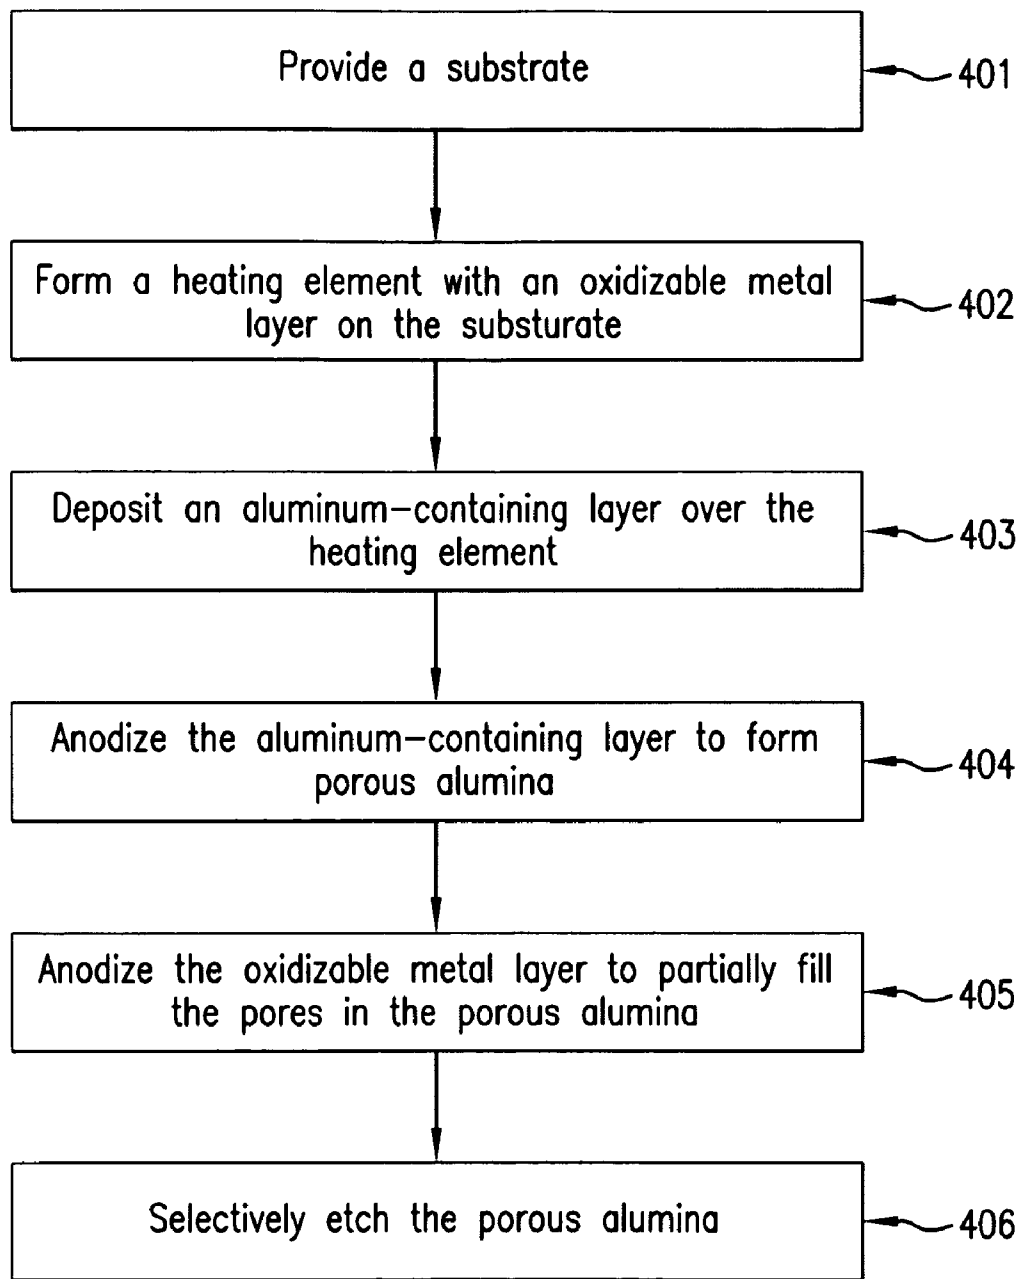 Provide a substrate
401
Form a heating element with an oxidizable metal
layer on the substurate
402
Deposit an aluminum-containing layer over the
heating element
403
Anodize the aluminum-containing layer to form
porous alumina
404
Anodize the oxidizable metal layer to partially fill
the pores in the porous alumina
405
Selectively etch the porous alumina
406